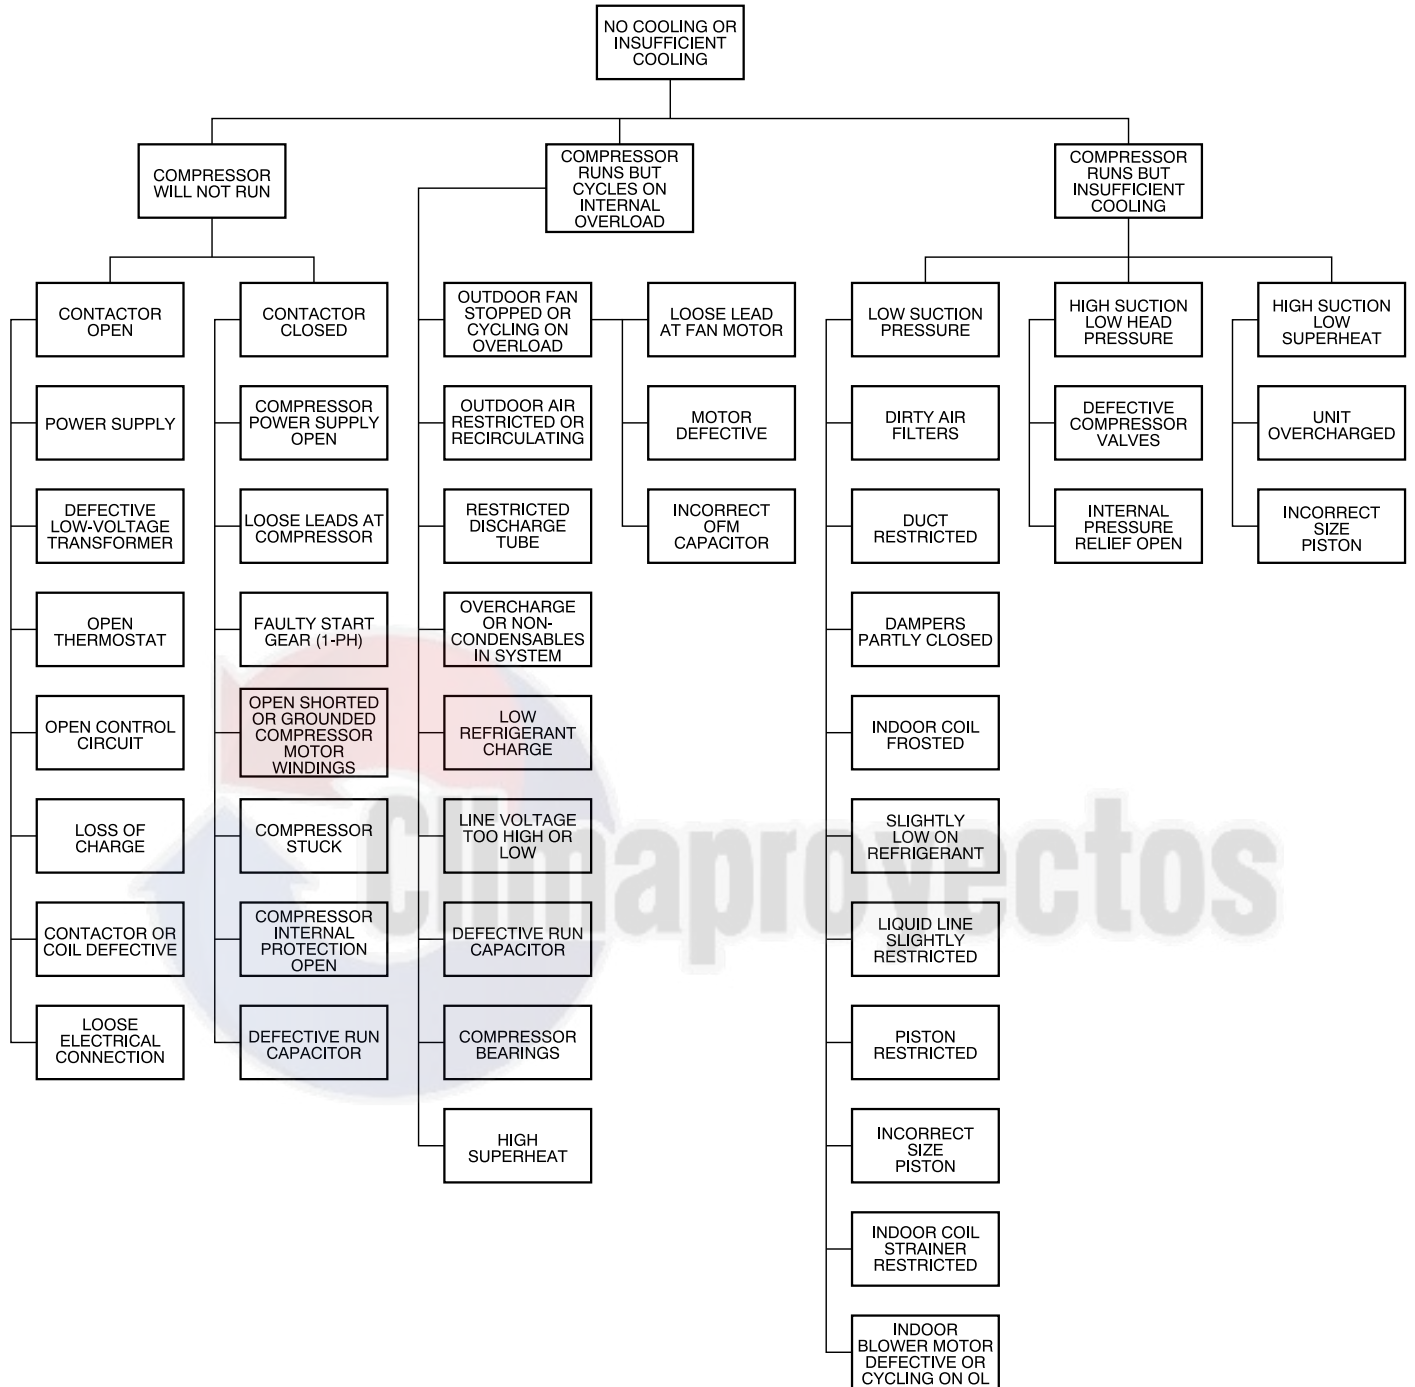 NO COOLING OR
INSUFFICIENT
COOLING
COMPRESSOR
WILL NOT RUN
COMPRESSOR
RUNS BUT
CYCLES ON
INTERNAL
OVERLOAD
COMPRESSOR
RUNS BUT
INSUFFICIENT
COOLING
CONTACTOR
OPEN
POWER SUPPLY
DEFECTIVE
LOW-VOLTAGE
TRANSFORMER
OPEN
THERMOSTAT
OPEN CONTROL
CIRCUIT
LOSS OF
CHARGE
CONTACTOR OR
COIL DEFECTIVE
LOOSE
ELECTRICAL
CONNECTION
CONTACTOR
CLOSED
COMPRESSOR
POWER SUPPLY
OPEN
LOOSE LEADS AT
COMPRESSOR
FAULTY START
GEAR (1-PH)
OPEN SHORTED
OR GROUNDED
COMPRESSOR
MOTOR
WINDINGS
COMPRESSOR
STUCK
COMPRESSOR
INTERNAL
PROTECTION
OPEN
DEFECTIVE RUN
CAPACITOR
OUTDOOR FAN
STOPPED OR
CYCLING ON
OVERLOAD
OUTDOOR AIR
RESTRICTED OR
RECIRCULATING
RESTRICTED
DISCHARGE
TUBE
OVERCHARGE
OR NON-
CONDENSABLES
IN SYSTEM
LOW
REFRIGERANT
CHARGE
LINE VOLTAGE
TOO HIGH OR
LOW
DEFECTIVE RUN
CAPACITOR
COMPRESSOR
BEARINGS
HIGH
SUPERHEAT
LOOSE LEAD
AT FAN MOTOR
MOTOR
DEFECTIVE
INCORRECT
OFM
CAPACITOR
LOW SUCTION
PRESSURE
DIRTY AIR
FILTERS
DUCT
RESTRICTED
DAMPERS
PARTLY CLOSED
INDOOR COIL
FROSTED
SLIGHTLY
LOW ON
REFRIGERANT
LIQUID LINE
SLIGHTLY
RESTRICTED
PISTON
RESTRICTED
INCORRECT
SIZE
PISTON
INDOOR COIL
STRAINER
RESTRICTED
INDOOR
BLOWER MOTOR
DEFECTIVE OR
CYCLING ON OL
HIGH SUCTION
LOW HEAD
PRESSURE
DEFECTIVE
COMPRESSOR
VALVES
INTERNAL
PRESSURE
RELIEF OPEN
HIGH SUCTION
LOW
SUPERHEAT
UNIT
OVERCHARGED
INCORRECT
SIZE
PISTON
Climaproyectos